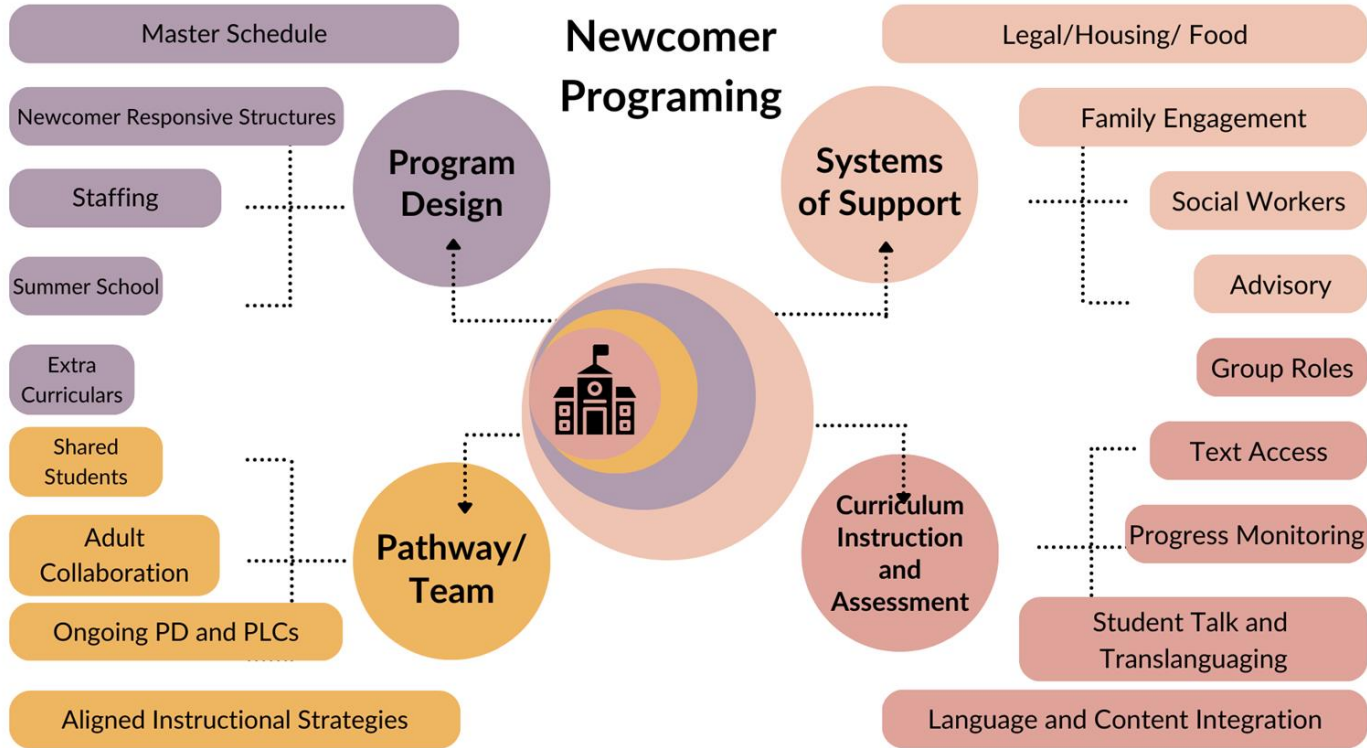 Newcomer
Programing
Master Schedule
Newcomer Responsive Structures
Staffing
Summer School
Extra
Curriculars
Program
Design
Legal/Housing/ Food
Family Engagement
Social Workers
Advisory
Systems
of Support
Shared
Students
Adult
Collaboration
Ongoing PD and PLCs
Aligned Instructional Strategies
Pathway/
Team
Group Roles
Text Access
Progress Monitoring
Student Talk and
Translanguaging
Language and Content Integration
Curriculum
Instruction
and
Assessment